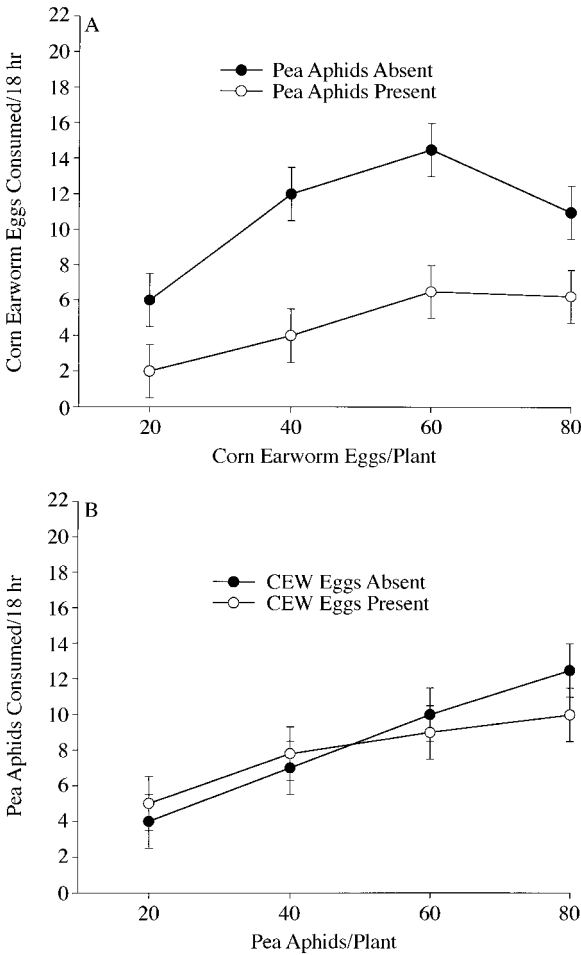 A
22
20
18
16
14
12
10
8
6
4
2
0
Corn Earworm Eggs Consumed/18 hr
Pea Aphids Absent
Pea Aphids Present
20 40 60 80
Corn Earworm Eggs/Plant
B
22
20
18
16
14
12
10
8
6
4
2
0
Pea Aphids Consumed/18 hr
CEW Eggs Absent
CEW Eggs Present
20 40 60 80
Pea Aphids/Plant